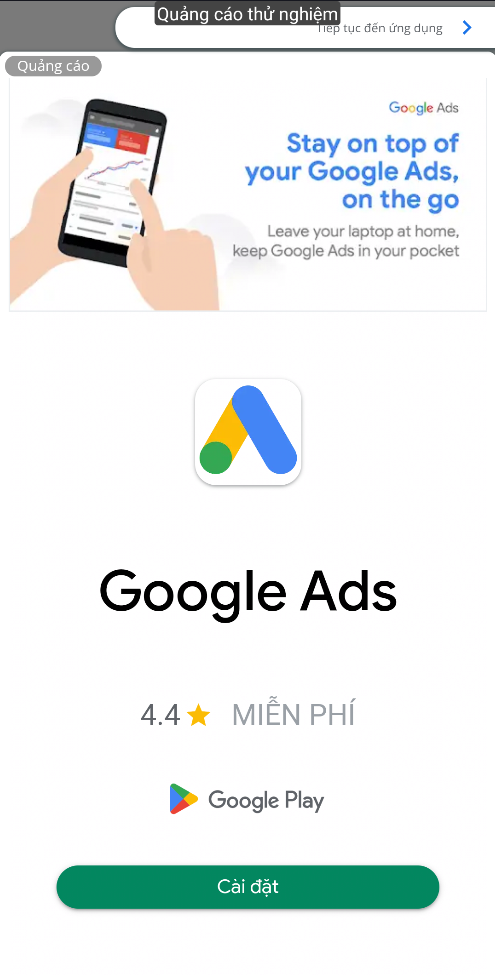 Quảng cáo thử nghiệm
Tiếp tục đến ứng dụng
Quảng cáo
Google Ads
Stay on top of
your Google Ads,
on the go
Leave your laptop at home,
keep Google Ads in your pocket
Google Ads
4.4 ★ MIỄN PHÍ
Google Play
Cài đặt